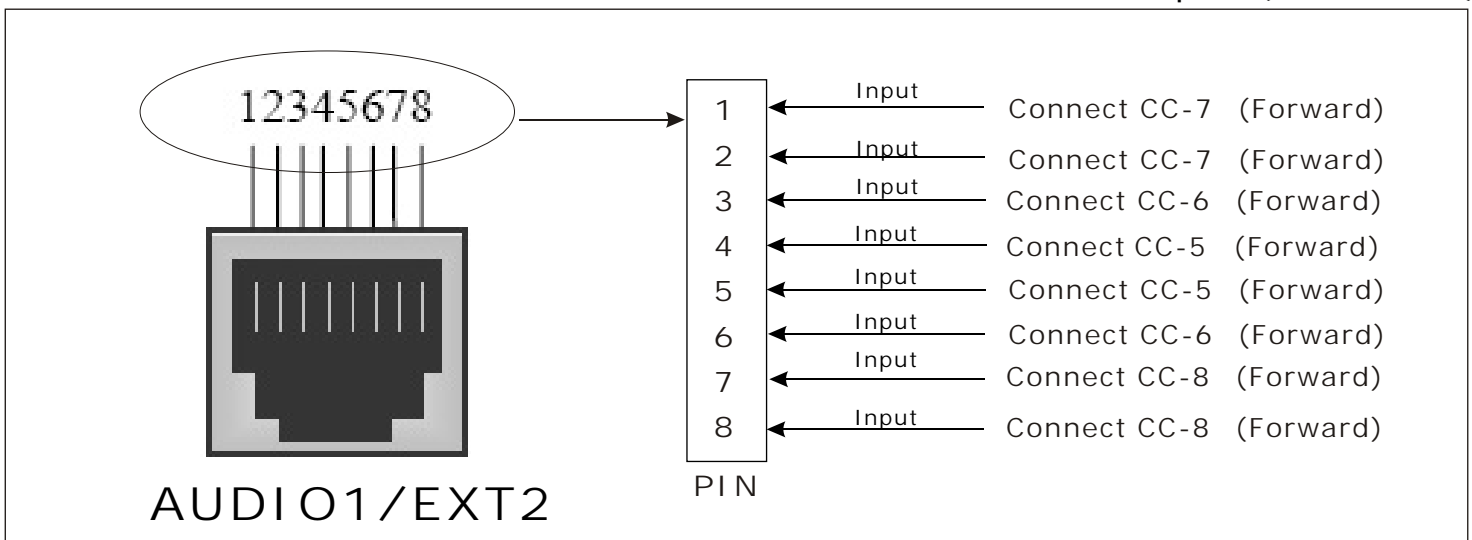 12345678
1 Input Connect CC-7 (Forward)
2 Input Connect CC-7 (Forward)
3 Input Connect CC-6 (Forward)
4 Input Connect CC-5 (Forward)
5 Input Connect CC-5 (Forward)
6 Input Connect CC-6 (Forward)
7 Input Connect CC-8 (Forward)
8 Input Connect CC-8 (Forward)
PIN
AUDIO1/EXT2